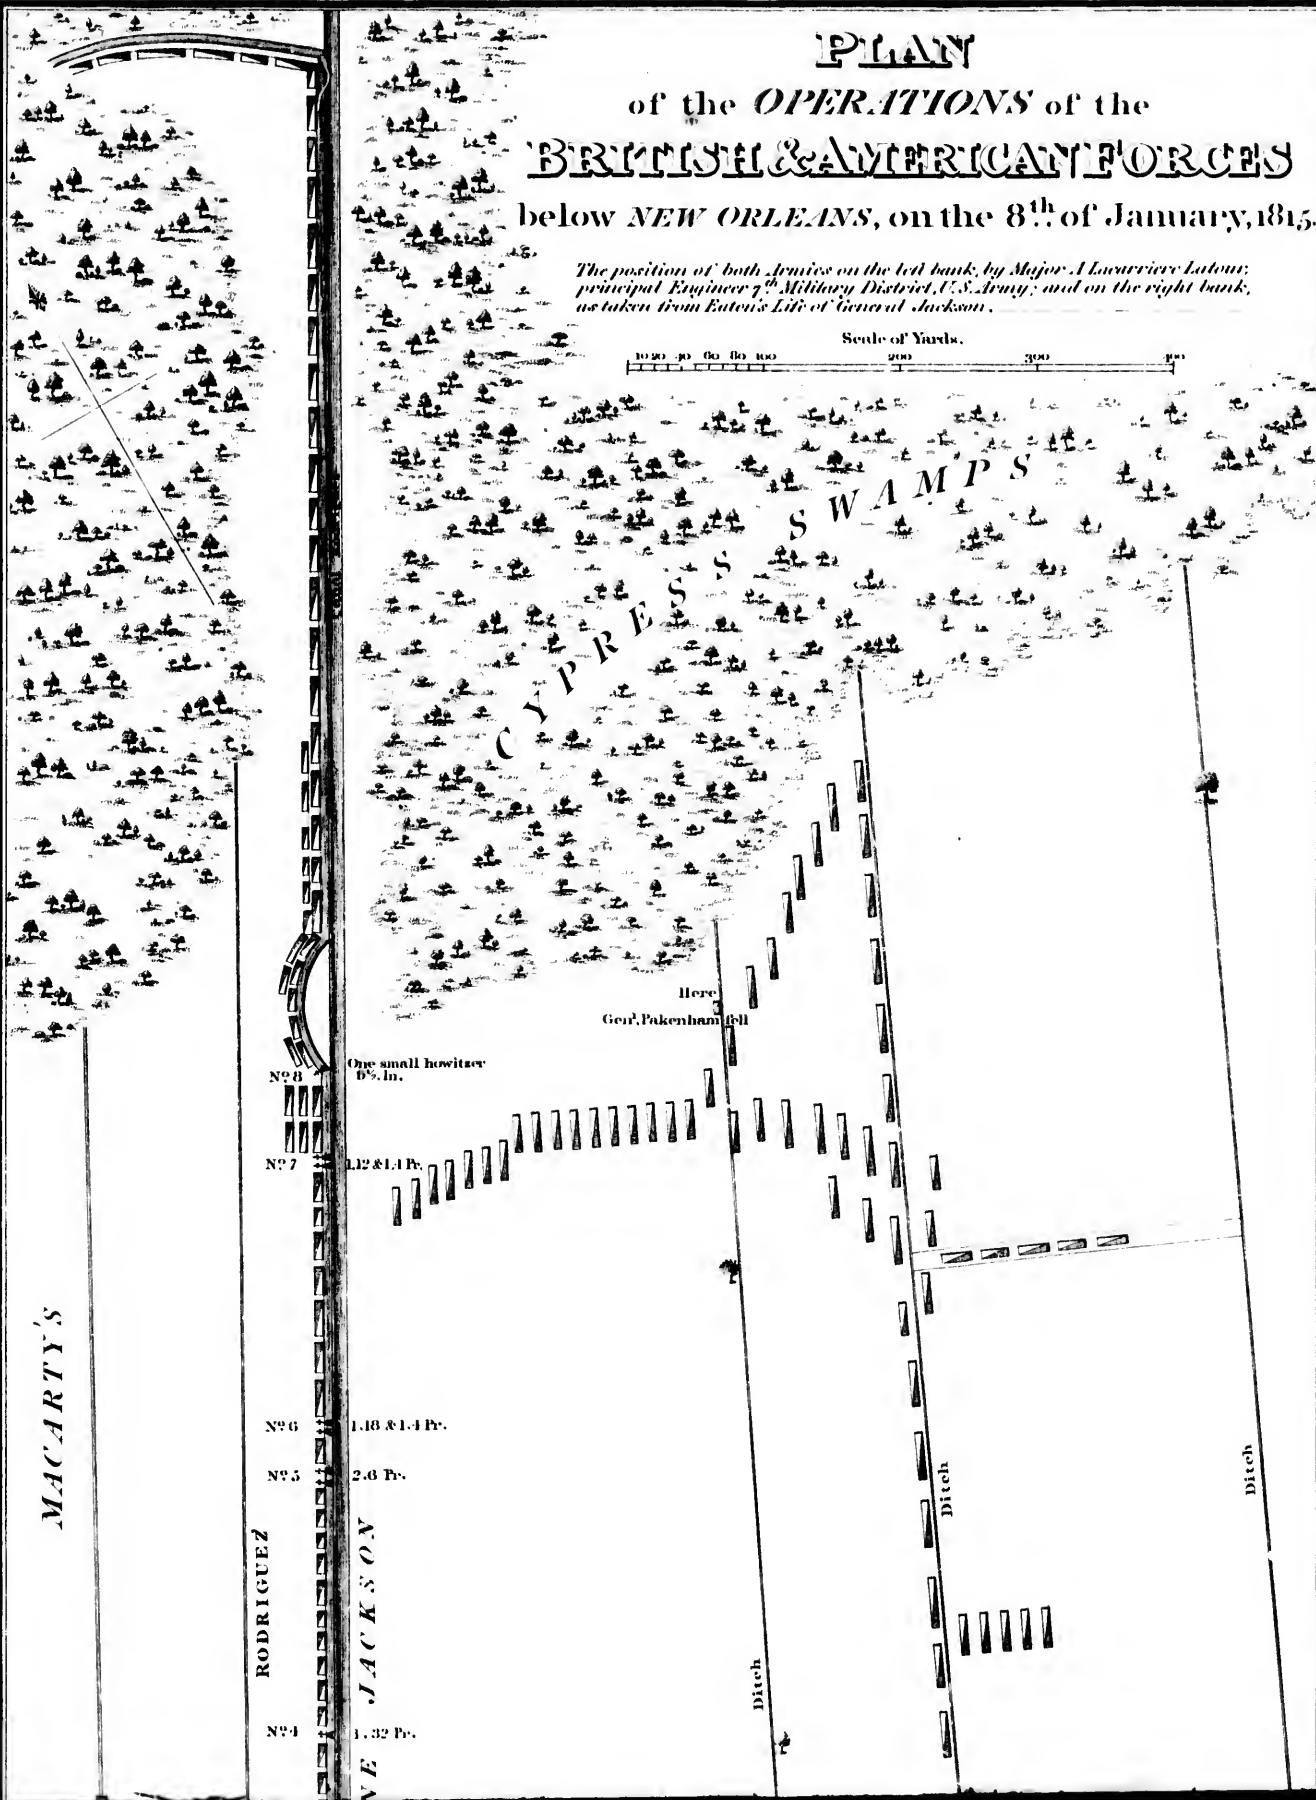 PLAN
of the OPERATIONS of the
BRITISH & AMERICAN FORCES
below NEW ORLEANS, on the 8th of January, 1815.
The position of both Armies on the left bank, by Major A Lacarriere Latour,
principal Engineer 7th Military District, U.S. Army; and on the right bank,
as taken from Eaton's Life of General Jackson.
Scale of Yards.
10 20 40 60 80 100 200 300 400
CYPRESS SWAMPS
Here
Genl. Pakenham fell
One small howitzer
No. 8
6½ In.
No. 7
1.12 & 1.4 Pr.
No. 6
1.18 & 1.4 Pr.
No. 5
2.6 Pr.
MACARTY'S
RODRIGUEZ
JACKSON
Ditch
Ditch
Ditch
No. 4
1.32 Pr.
NE